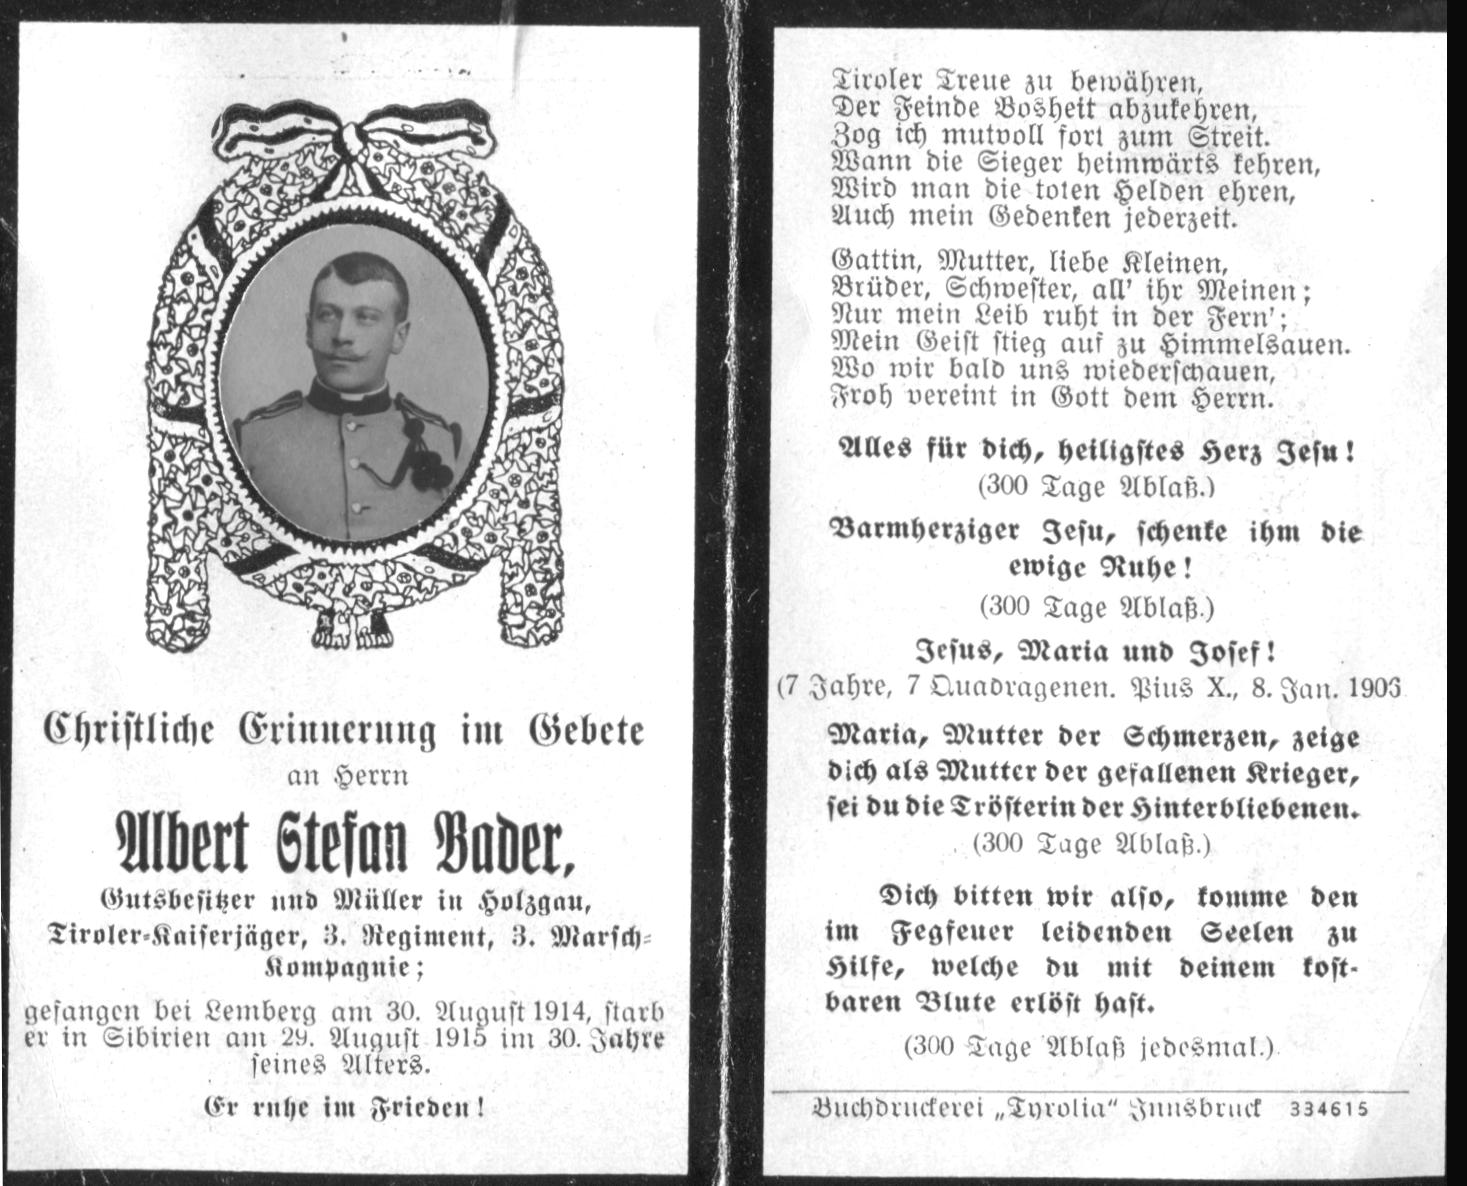 Christliche Erinnerung im Gebete
an Herrn
Albert Stefan Bader,
Gutsbesitzer und Müller in Holzgau,
Tiroler-Kaiserjäger, 3. Regiment, 3. Marsch-
Kompagnie;
gefangen bei Lemberg am 30. August 1914, starb
er in Sibirien am 29. August 1915 im 30. Jahre
seines Alters.
Er ruhe im Frieden!
Tiroler Treue zu bewähren,
Der Feinde Bosheit abzukehren,
Zog ich mutvoll fort zum Streit.
Wann die Sieger heimwärts kehren,
Wird man die toten Helden ehren,
Auch mein Gedenken jederzeit.
Gattin, Mutter, liebe Kleinen,
Brüder, Schwester, all' ihr Meinen;
Nur mein Leib ruht in der Fern';
Mein Geist stieg auf zu Himmelsauen.
Wo wir bald uns wiederschauen,
Froh vereint in Gott dem Herrn.
Alles für dich, heiligstes Herz Jesu!
(300 Tage Ablaß.)
Barmherziger Jesu, schenke ihm die
ewige Ruhe!
(300 Tage Ablaß.)
Jesus, Maria und Josef!
(7 Jahre, 7 Quadragenen. Pius X., 8. Jan. 1906
Maria, Mutter der Schmerzen, zeige
dich als Mutter der gefallenen Krieger,
sei du die Trösterin der Hinterbliebenen.
(300 Tage Ablaß.)
Dich bitten wir also, komme den
im Fegfeuer leidenden Seelen zu
Hilfe, welche du mit deinem kost-
baren Blute erlöst hast.
(300 Tage Ablaß jedesmal.)
Buchdruckerei „Tyrolia“ Innsbruck 334615